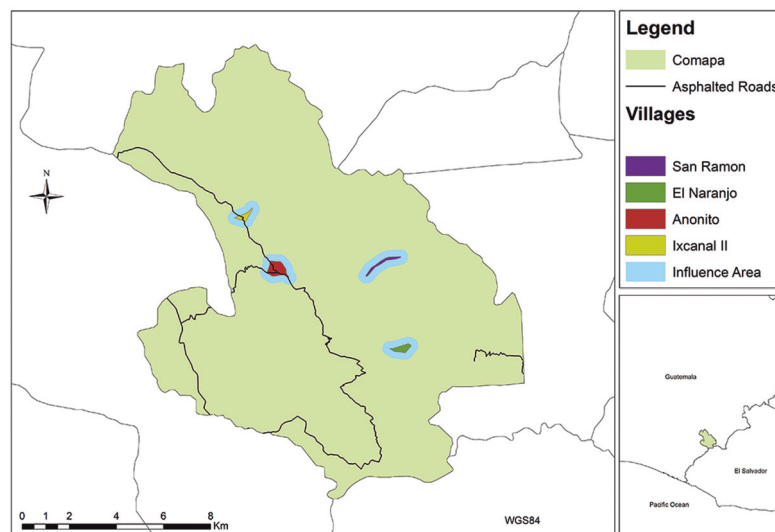 Legend
Comapa
Asphalted Roads
Villages
San Ramon
El Naranjo
Anonito
Ixcanal II
Influence Area
N
Guatemala
El Salvador
Pacific Ocean
0 1 2 4 6 8
Km
WGS84